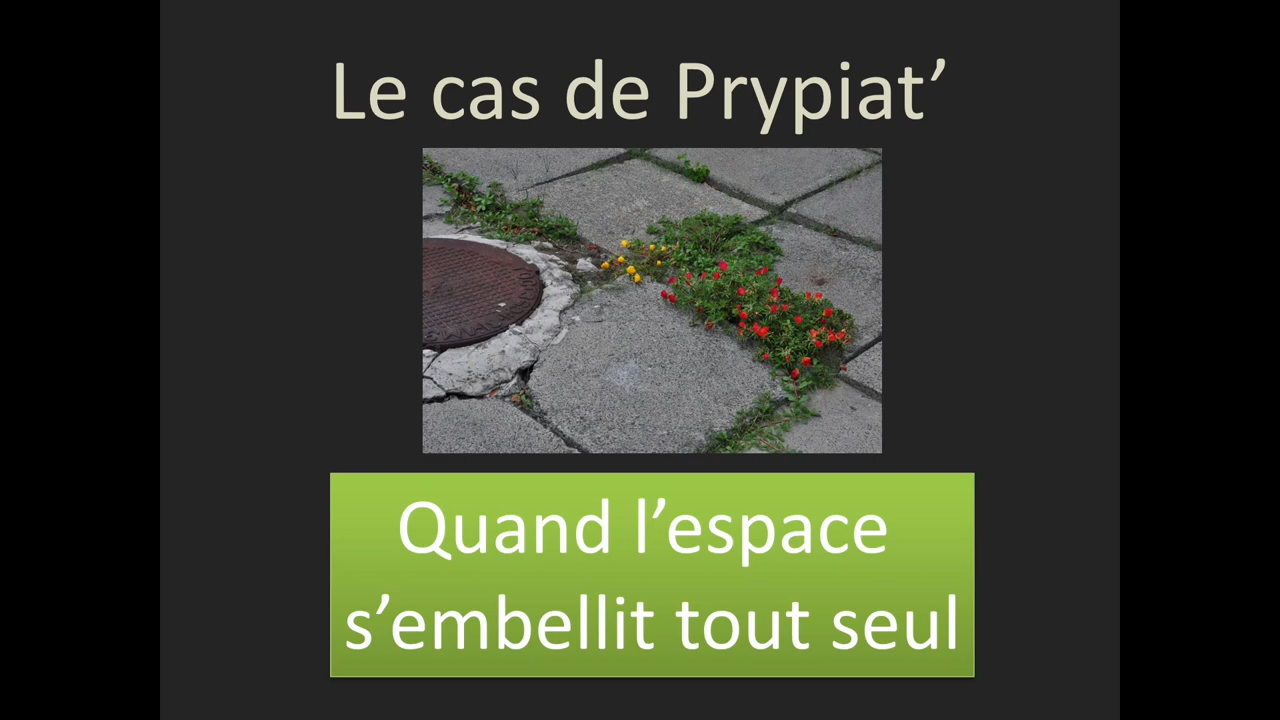 Le cas de Prypiat’
Quand l’espace
s’embellit tout seul